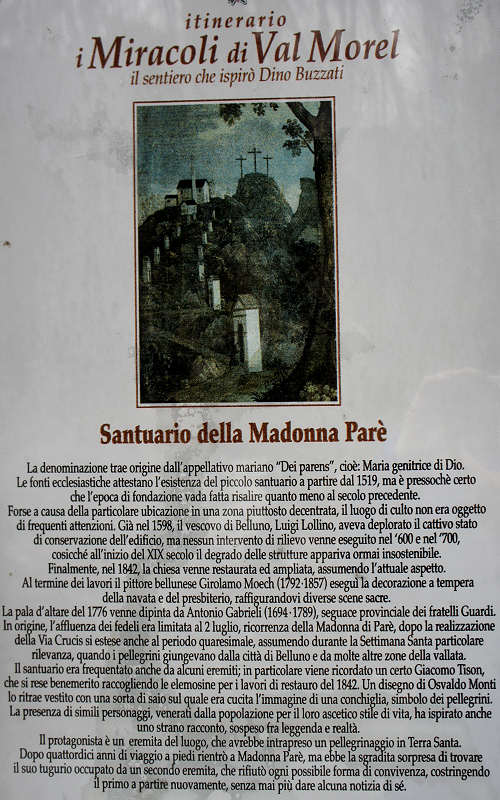 itinerario
i Miracoli di Val Morel
il sentiero che ispirò Dino Buzzati
Santuario della Madonna Parè
La denominazione trae origine dall'appellativo mariano "Dei parens", cioè: Maria genitrice di Dio.
Le fonti ecclesiastiche attestano l'esistenza del piccolo santuario a partire dal 1519, ma è pressochè certo
che l'epoca di fondazione vada fatta risalire quanto meno al secolo precedente.
Forse a causa della particolare ubicazione in una zona piuttosto decentrata, il luogo di culto non era oggetto
di frequenti attenzioni. Già nel 1598, il vescovo di Belluno, Luigi Lollino, aveva deplorato il cattivo stato
di conservazione dell'edificio, ma nessun intervento di rilievo venne eseguito nel '600 e nel '700,
cosicché all'inizio del XIX secolo il degrado delle strutture appariva ormai insostenibile.
Finalmente, nel 1842, la chiesa venne restaurata ed ampliata, assumendo l'attuale aspetto.
Al termine dei lavori il pittore bellunese Girolamo Moech (1792-1857) eseguì la decorazione a tempera
della navata e del presbiterio, raffigurandovi diverse scene sacre.
La pala d'altare del 1776 venne dipinta da Antonio Gabrieli (1694-1789), seguace provinciale dei fratelli Guardi.
In origine, l'affluenza dei fedeli era limitata al 2 luglio, ricorrenza della Madonna di Parè, dopo la realizzazione
della Via Crucis si estese anche al periodo quaresimale, assumendo durante la Settimana Santa particolare
rilevanza, quando i pellegrini giungevano dalla città di Belluno e da molte altre zone della vallata.
Il santuario era frequentato anche da alcuni eremiti; in particolare viene ricordato un certo Giacomo Tison,
che si rese benemerito raccogliendo le elemosine per i lavori di restauro del 1842. Un disegno di Osvaldo Monti
lo ritrae vestito con una sorta di saio sul quale era cucita l'immagine di una conchiglia, simbolo dei pellegrini.
La presenza di simili personaggi, venerati dalla popolazione per il loro ascetico stile di vita, ha ispirato anche
uno strano racconto, sospeso fra leggenda e realtà.
Il protagonista è un eremita del luogo, che avrebbe intrapreso un pellegrinaggio in Terra Santa.
Dopo quattordici anni di viaggio a piedi rientrò a Madonna Parè, ma ebbe la sgradita sorpresa di trovare
il suo tugurio occupato da un secondo eremita, che rifiutò ogni possibile forma di convivenza, costringendo
il primo a partire nuovamente, senza mai più dare alcuna notizia di sé.